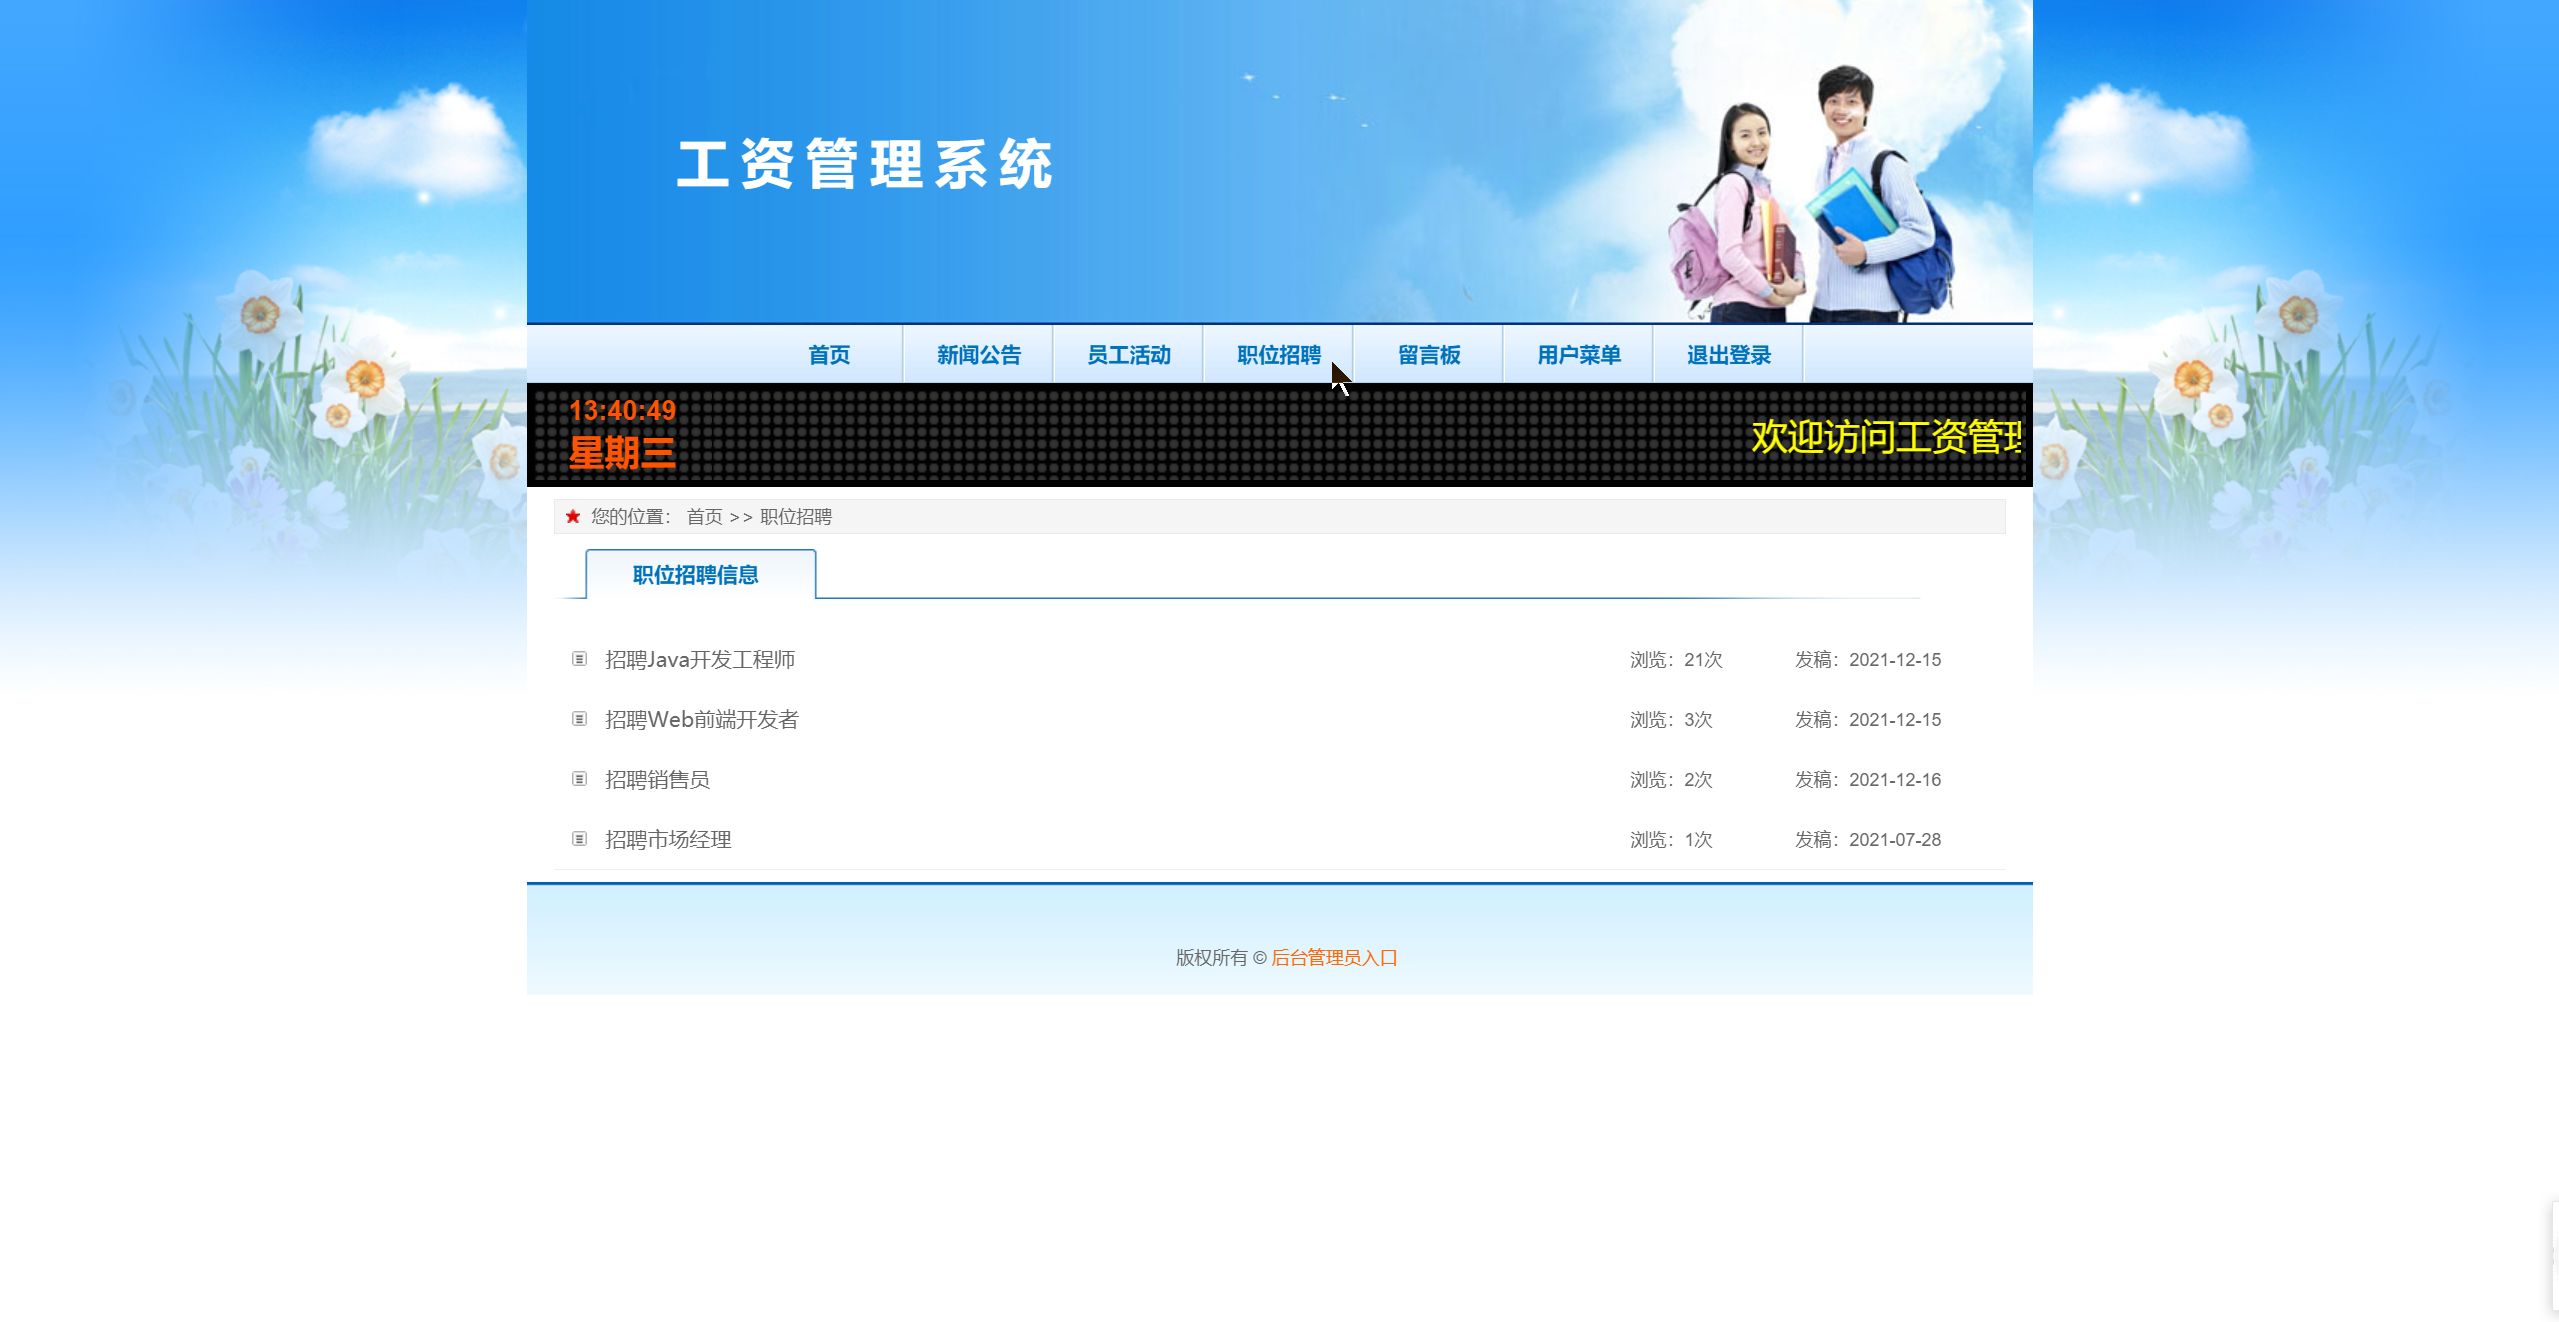 工资管理系统
首页 新闻公告 员工活动 职位招聘 留言板 用户菜单 退出登录
13:40:49
星期三
欢迎访问工资管理
您的位置： 首页 >> 职位招聘
职位招聘信息
招聘Java开发工程师 浏览：21次 发稿：2021-12-15
招聘Web前端开发者 浏览：3次 发稿：2021-12-15
招聘销售员 浏览：2次 发稿：2021-12-16
招聘市场经理 浏览：1次 发稿：2021-07-28
版权所有 © 后台管理员入口